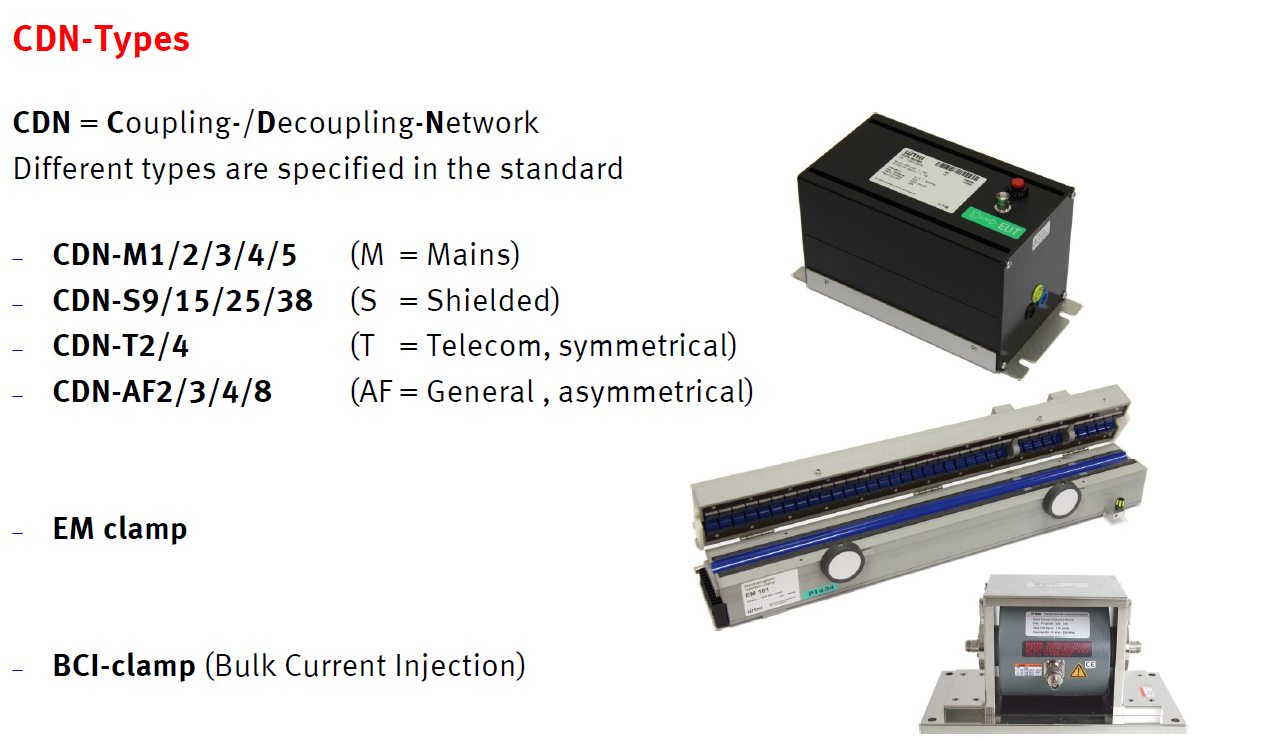 CDN-Types
CDN = Coupling-/Decoupling-Network
Different types are specified in the standard
– CDN-M1/2/3/4/5 (M = Mains)
– CDN-S9/15/25/38 (S = Shielded)
– CDN-T2/4 (T = Telecom, symmetrical)
– CDN-AF2/3/4/8 (AF = General , asymmetrical)
EUT
– EM clamp
EM 101
P1434
– BCI-clamp (Bulk Current Injection)
CE